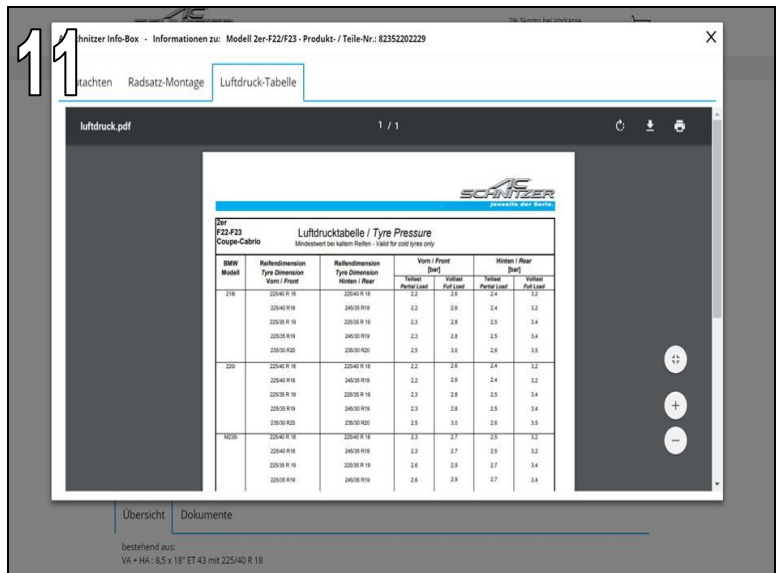 11
2% Skonto bei Vorkasse
Schnitzer Info-Box - Informationen zu: Modell 2er-F22/F23 - Produkt- / Teile-Nr.: 82352202229
X
Gutachten Radsatz-Montage Luftdruck-Tabelle
luftdruck.pdf 1 / 1
AC
SCHNITZER
jenseits der Serie.
2er
F22-F23
Coupe-Cabrio
Luftdrucktabelle / Tyre Pressure
Mindestwert bei kaltem Reifen - Valid for cold tyres only
BMW Modell Reifendimension Tyre Dimension Vorn / Front Reifendimension Tyre Dimension Hinten / Rear Vorn / Front [bar] Hinten / Rear [bar]
Teillast Partial Load Vollast Full Load Teillast Partial Load Vollast Full Load
218i 225/40 R 18 225/40 R 18 2,2 2,6 2,4 3,2
225/40 R18 245/35 R18 2,2 2,6 2,4 3,2
225/35 R 19 225/35 R 19 2,3 2,8 2,5 3,4
225/35 R19 245/30 R19 2,3 2,8 2,5 3,4
235/30 R20 235/30 R20 2,5 3,0 2,6 3,5
220i 225/40 R 18 225/40 R 18 2,2 2,6 2,4 3,2
225/40 R18 245/35 R18 2,2 2,6 2,4 3,2
225/35 R 19 225/35 R 19 2,3 2,8 2,5 3,4
225/35 R19 245/30 R19 2,3 2,8 2,5 3,4
235/30 R20 235/30 R20 2,5 3,0 2,6 3,5
M235i 225/40 R 18 225/40 R 18 2,3 2,7 2,5 3,2
225/40 R18 245/35 R18 2,3 2,7 2,5 3,2
225/35 R 19 225/35 R 19 2,6 2,9 2,7 3,4
225/35 R19 245/30 R19 2,6 2,9 2,7 3,4
Übersicht Dokumente
bestehend aus:
VA + HA : 8,5 x 18" ET 43 mit 225/40 R 18